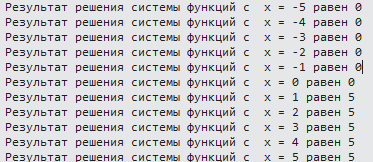 Результат решения системы функций с  x = -5 равен 0
Результат решения системы функций с  x = -4 равен 0
Результат решения системы функций с  x = -3 равен 0
Результат решения системы функций с  x = -2 равен 0
Результат решения системы функций с  x = -1 равен 0
Результат решения системы функций с  x = 0 равен 0
Результат решения системы функций с  x = 1 равен 5
Результат решения системы функций с  x = 2 равен 5
Результат решения системы функций с  x = 3 равен 5
Результат решения системы функций с  x = 4 равен 5
Результат решения системы функций с  x = 5 равен 5